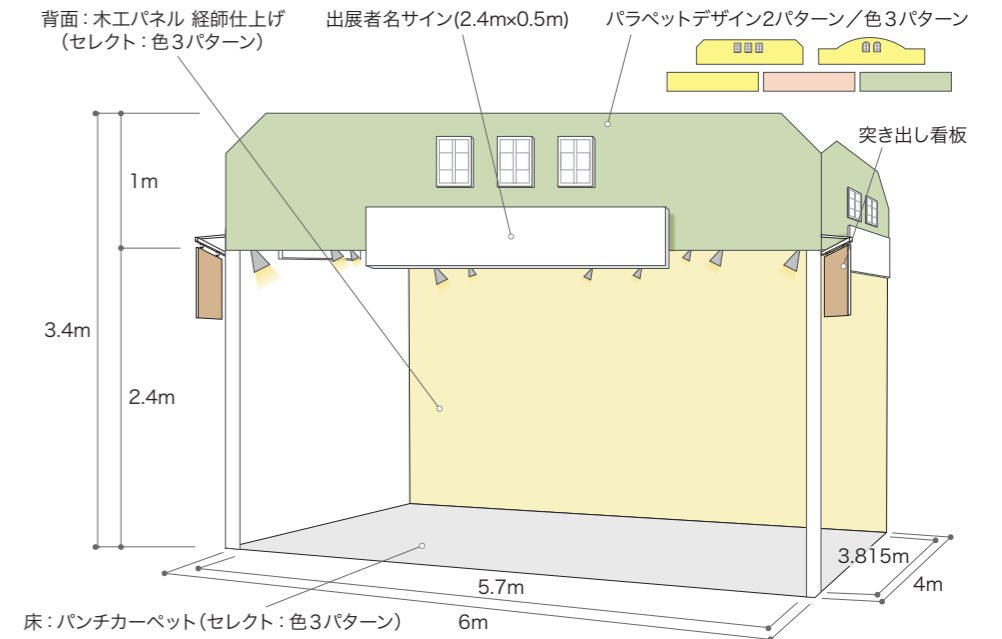 背面：木工パネル 経師仕上げ
（セレクト：色３パターン）
出展者名サイン(2.4m×0.5m)
パラペットデザイン2パターン／色３パターン
突き出し看板
1m
3.4m
2.4m
3.815m
4m
5.7m
6m
床：パンチカーペット（セレクト：色３パターン）